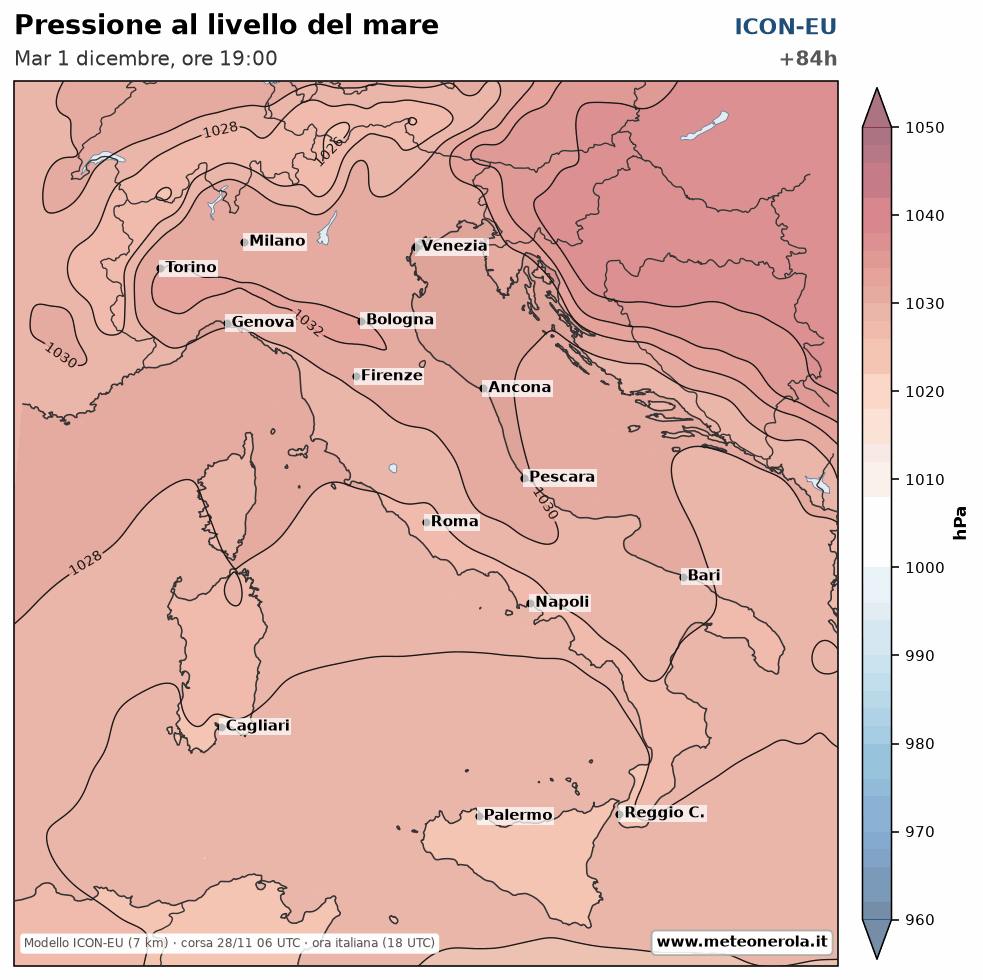 Pressione al livello del mare
ICON-EU
Mar 1 dicembre, ore 19:00
+84h
1028
1026
1050
1040
1030
1020
1010
1000
990
980
970
960
hPa
Milano
Venezia
Torino
Genova
1032
Bologna
1030
Firenze
Ancona
Pescara
1030
Roma
1028
Bari
Napoli
Cagliari
Palermo
Reggio C.
Modello ICON-EU (7 km) · corsa 28/11 06 UTC · ora italiana (18 UTC)
www.meteonerola.it